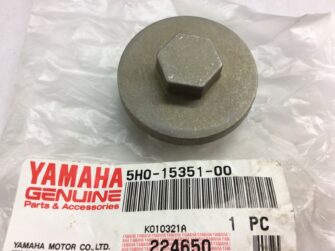 YAMAHA
GENUINE
Parts & Accessories
5H0-15351-00
K010321A
1 PC
YAMAHA MOTOR CO., LTD.
224650